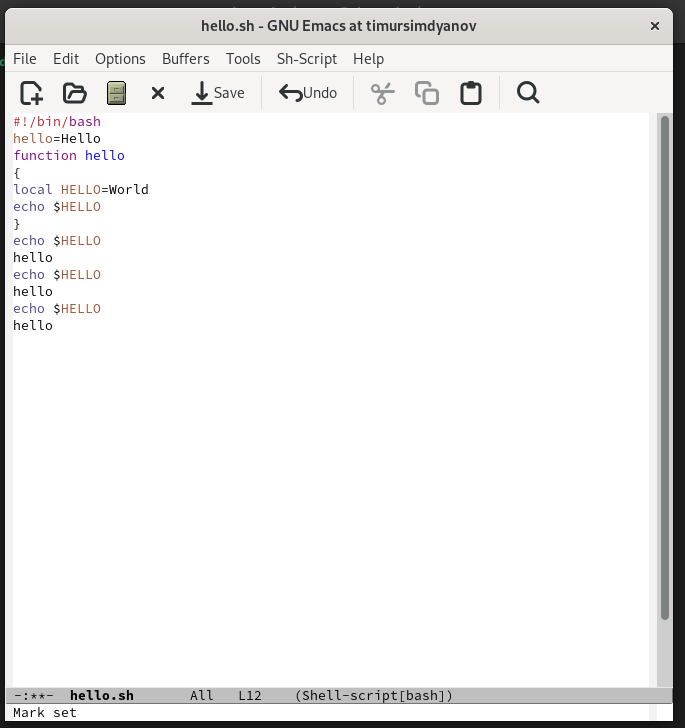 hello.sh - GNU Emacs at timursimdyanov
File Edit Options Buffers Tools Sh-Script Help
Save Undo
#!/bin/bash
hello=Hello
function hello
{
local HELLO=World
echo $HELLO
}
echo $HELLO
hello
echo $HELLO
hello
echo $HELLO
hello
-:**- hello.sh All L12 (Shell-script[bash])
Mark set